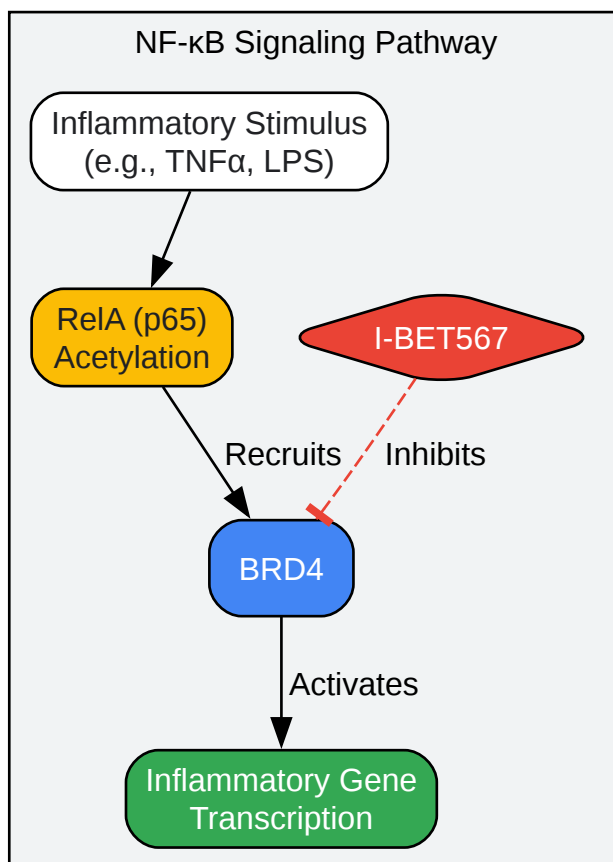 NF-κB Signaling Pathway
Inflammatory Stimulus
(e.g., TNFα, LPS)
RelA (p65)
Acetylation
I-BET567
Recruits
Inhibits
BRD4
Activates
Inflammatory Gene
Transcription